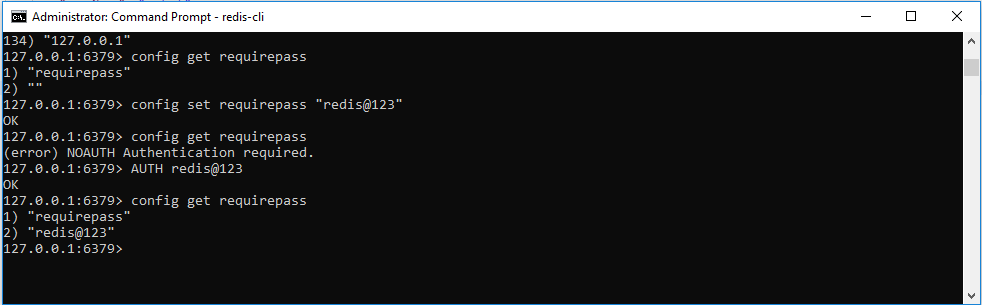 Administrator: Command Prompt - redis-cli
134) "127.0.0.1"
127.0.0.1:6379> config get requirepass
1) "requirepass"
2) ""
127.0.0.1:6379> config set requirepass "redis@123"
OK
127.0.0.1:6379> config get requirepass
(error) NOAUTH Authentication required.
127.0.0.1:6379> AUTH redis@123
OK
127.0.0.1:6379> config get requirepass
1) "requirepass"
2) "redis@123"
127.0.0.1:6379>